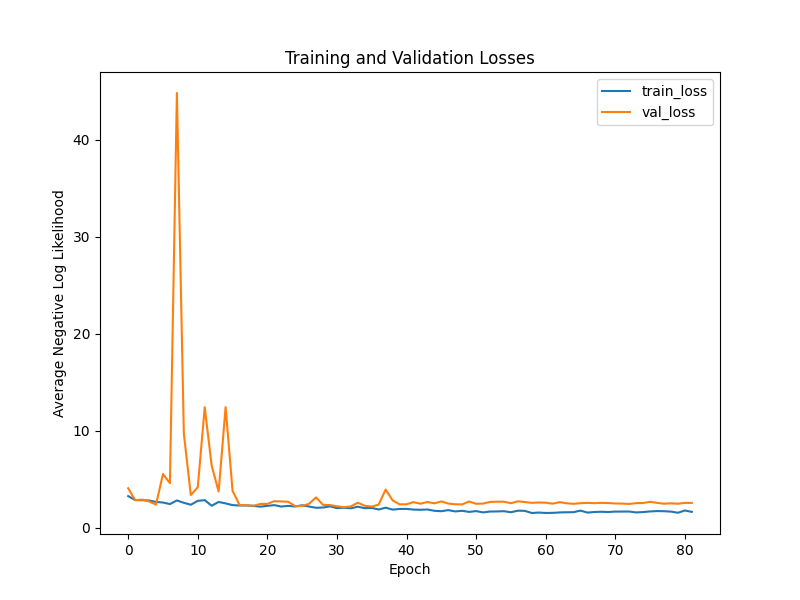 Training and Validation Losses
train_loss
val_loss
Average Negative Log Likelihood
40
30
20
10
0
0 10 20 30 40 50 60 70 80
Epoch